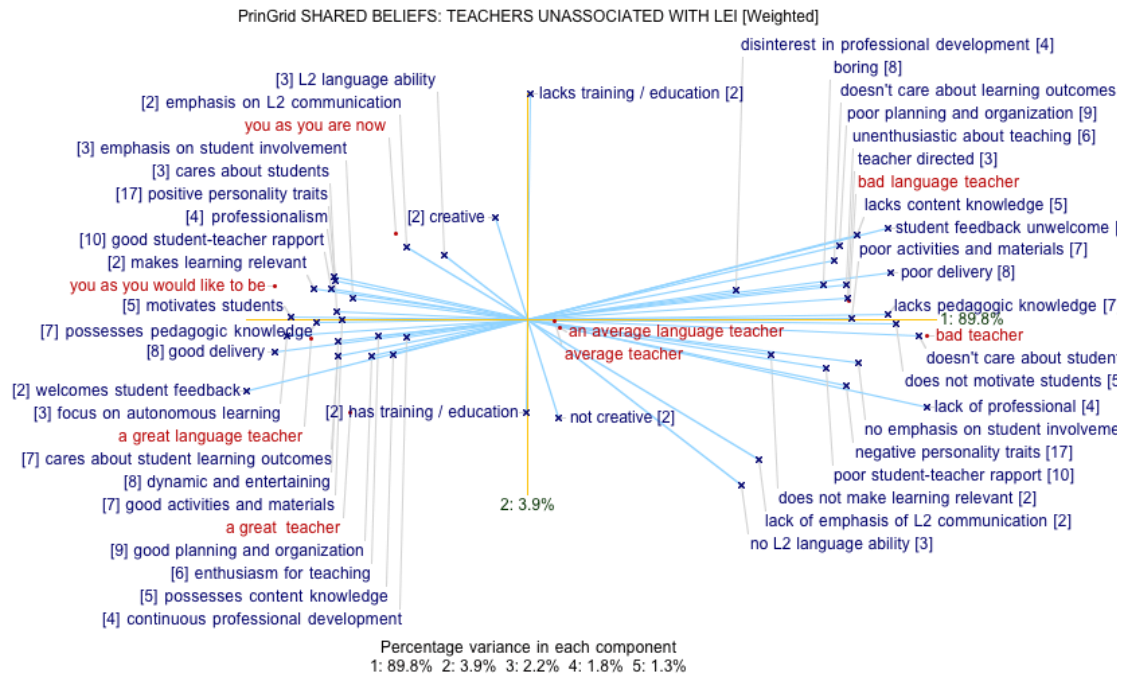 PrinGrid SHARED BELIEFS: TEACHERS UNASSOCIATED WITH LEI [Weighted]
disinterest in professional development [4]
boring [8]
[3] L2 language ability
doesn't care about learning outcomes
lacks training / education [2]
[2] emphasis on L2 communication
poor planning and organization [9]
you as you are now
unenthusiastic about teaching [6]
[3] emphasis on student involvement
teacher directed [3]
[3] cares about students
bad language teacher
[17] positive personality traits
lacks content knowledge [5]
[4] professionalism
[2] creative
student feedback unwelcome [
[10] good student-teacher rapport
poor activities and materials [7]
[2] makes learning relevant
poor delivery [8]
you as you would like to be
[5] motivates students
lacks pedagogic knowledge [7
1: 89.8%
[7] possesses pedagogic knowledge
an average language teacher
bad teacher
[8] good delivery
average teacher
doesn't care about student
does not motivate students [5
[2] welcomes student feedback
lack of professional [4]
[3] focus on autonomous learning
[2] has training / education
not creative [2]
no emphasis on student involveme
a great language teacher
negative personality traits [17]
[7] cares about student learning outcomes
poor student-teacher rapport [10]
[8] dynamic and entertaining
does not make learning relevant [2]
[7] good activities and materials
2: 3.9%
lack of emphasis of L2 communication [2]
a great teacher
no L2 language ability [3]
[9] good planning and organization
[6] enthusiasm for teaching
[5] possesses content knowledge
[4] continuous professional development
Percentage variance in each component
1: 89.8% 2: 3.9% 3: 2.2% 4: 1.8% 5: 1.3%